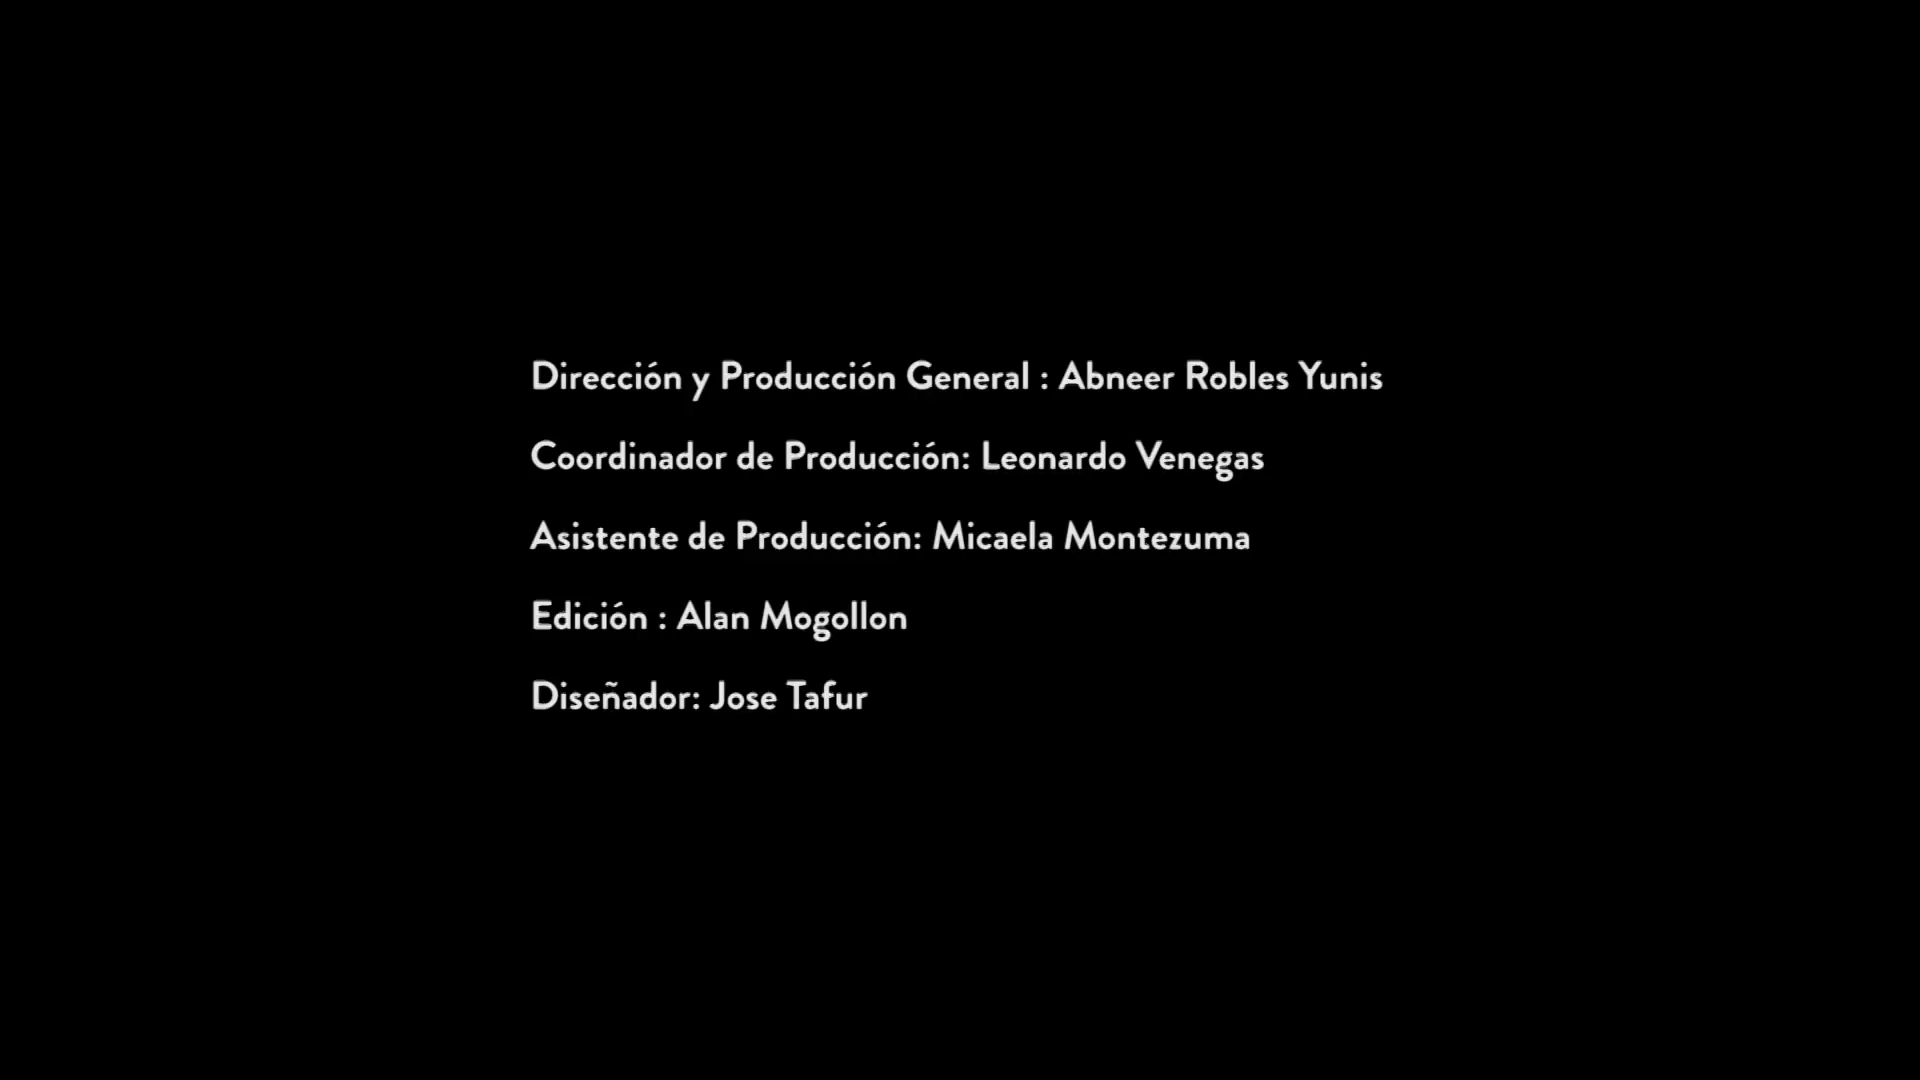 Dirección y Producción General : Abneer Robles Yunis
Coordinador de Producción: Leonardo Venegas
Asistente de Producción: Micaela Montezuma
Edición : Alan Mogollon
Diseñador: Jose Tafur